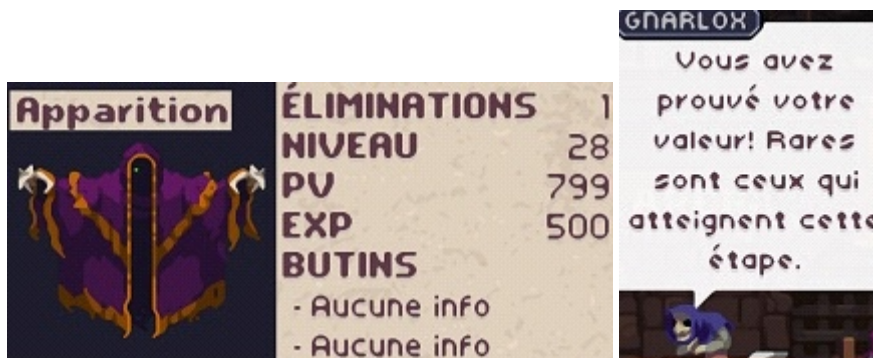 Apparition
ÉLIMINATIONS 1
NIVEAU 28
PV 799
EXP 500
BUTINS
- Aucune info
- Aucune info
GNARLOX
Vous avez
prouvé votre
valeur! Rares
sont ceux qui
atteignent cette
étape.